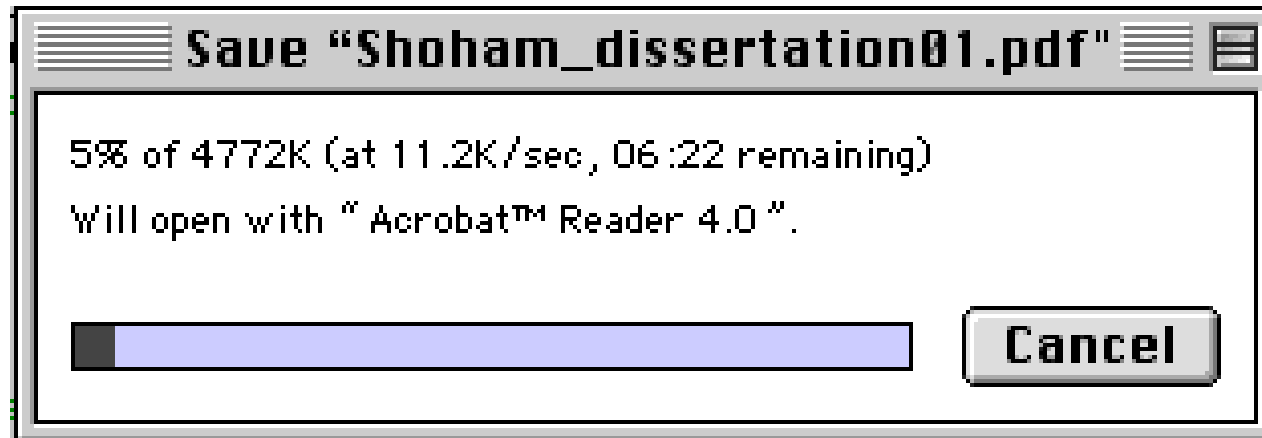 Save “Shoham_dissertation01.pdf"
5% of 4772K (at 11.2K/sec, 06:22 remaining)
Will open with “Acrobat™ Reader 4.0”.
Cancel